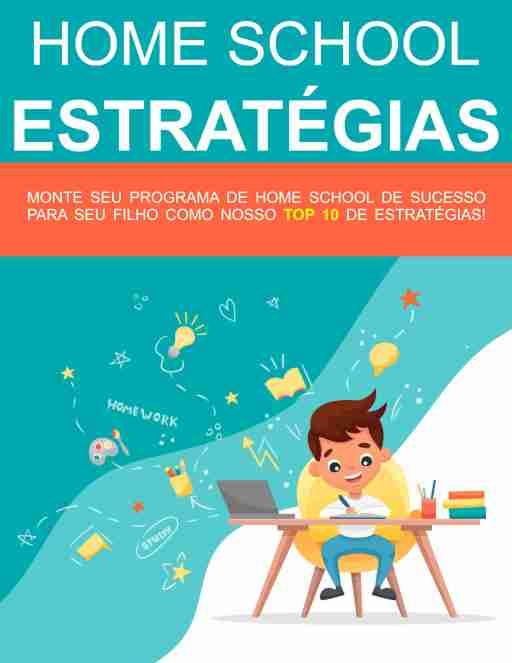 HOME SCHOOL
ESTRATÉGIAS
MONTE SEU PROGRAMA DE HOME SCHOOL DE SUCESSO
PARA SEU FILHO COMO NOSSO TOP 10 DE ESTRATÉGIAS!
HOMEWORK
STUDY